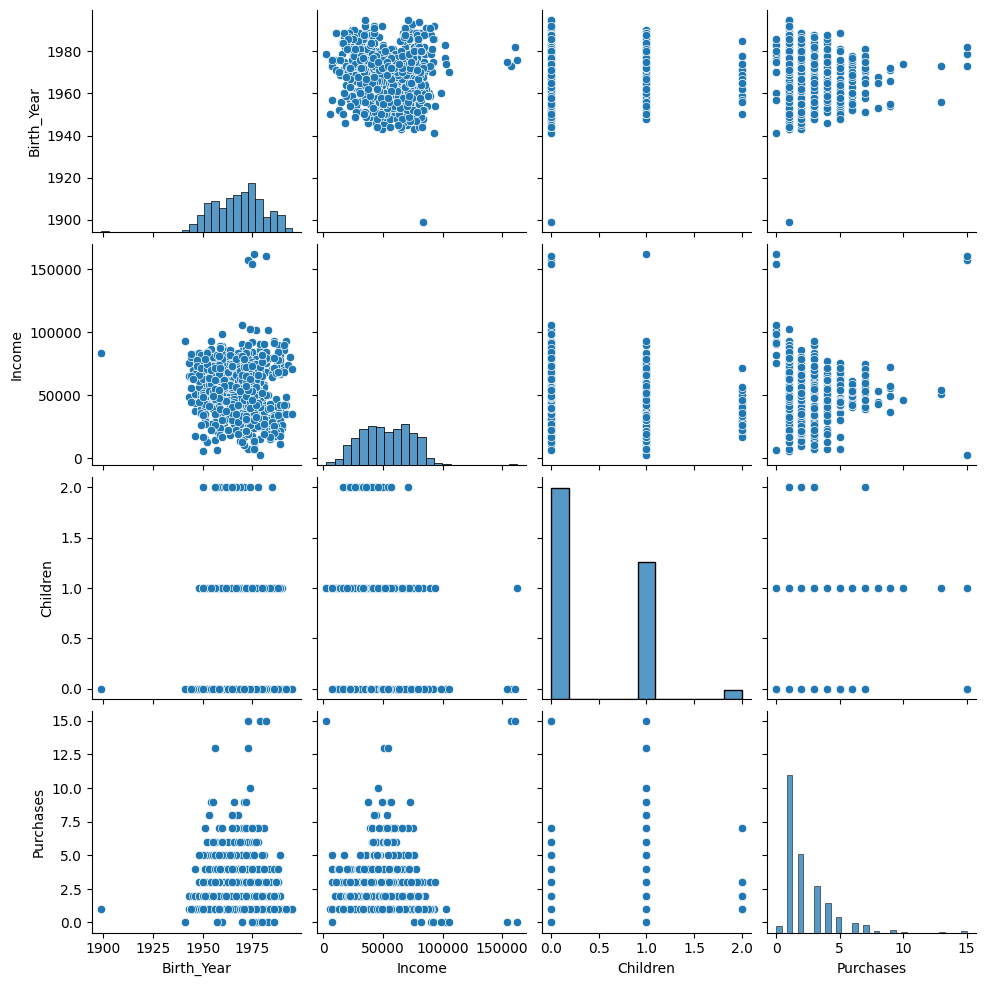 1980
1960
1940
1920
1900
Birth_Year
150000
100000
50000
0
Income
2.0
1.5
1.0
0.5
0.0
Children
15.0
12.5
10.0
7.5
5.0
2.5
0.0
Purchases
1900 1925 1950 1975
Birth_Year
0 50000 100000 150000
Income
0.0 0.5 1.0 1.5 2.0
Children
0 5 10 15
Purchases